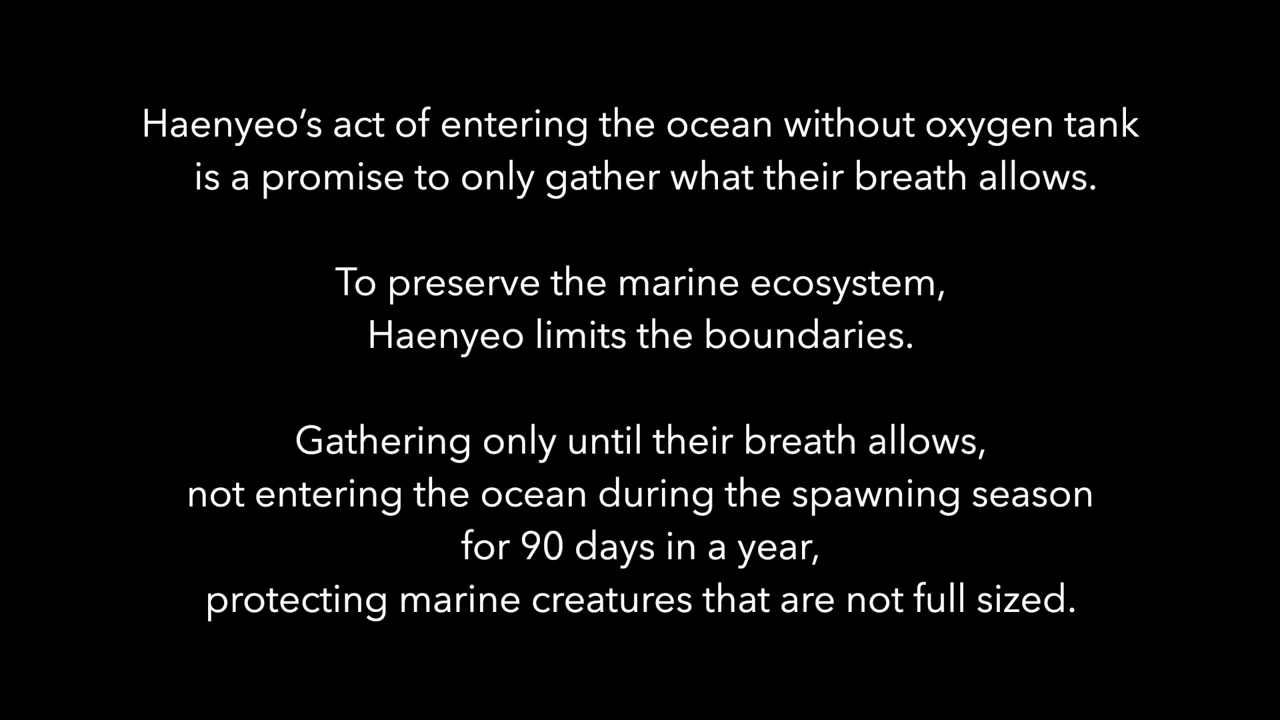 Haenyeo’s act of entering the ocean without oxygen tank
is a promise to only gather what their breath allows.
To preserve the marine ecosystem,
Haenyeo limits the boundaries.
Gathering only until their breath allows,
not entering the ocean during the spawning season
for 90 days in a year,
protecting marine creatures that are not full sized.